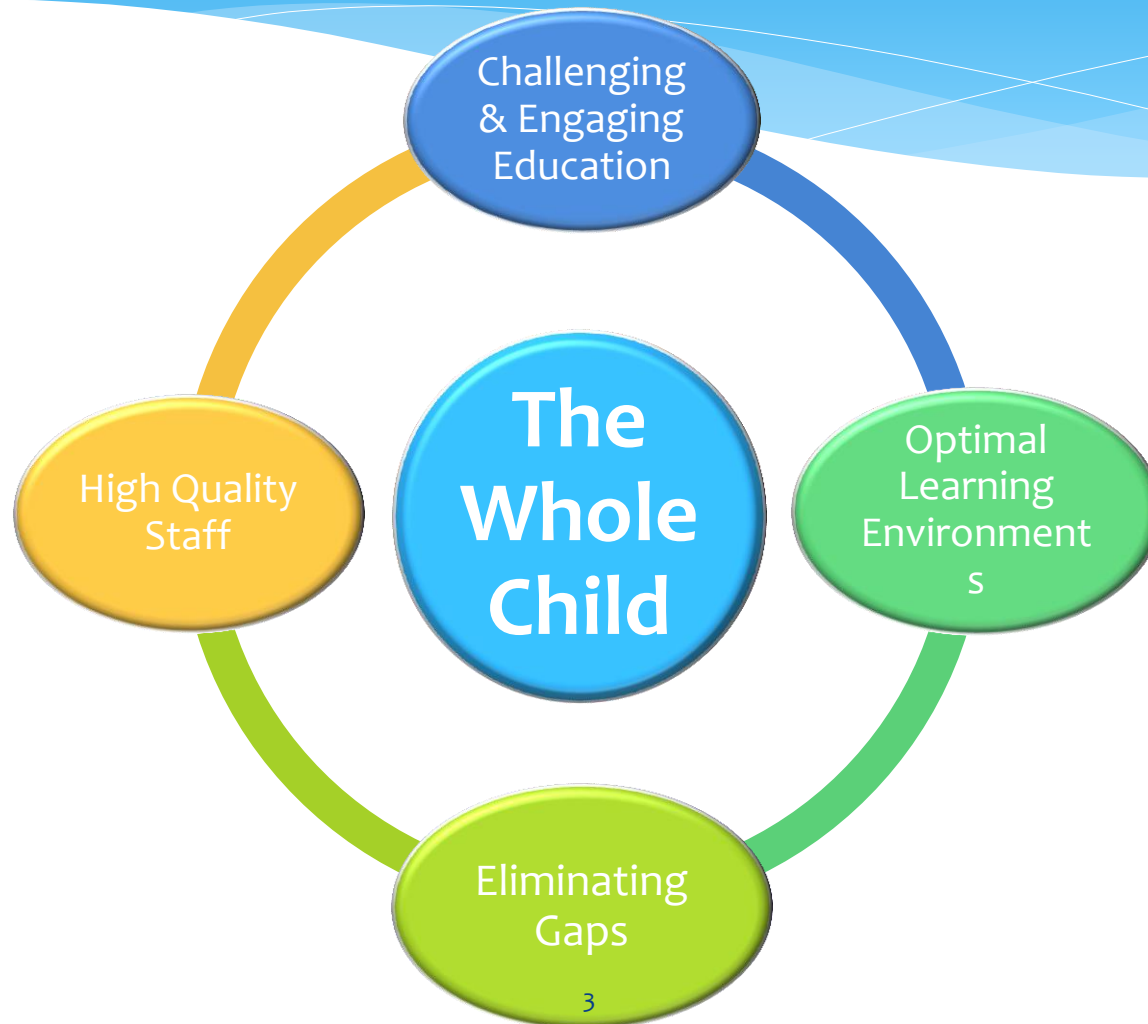 Challenging
& Engaging
Education
The
Whole
Child
High Quality
Staff
Optimal
Learning
Environment
s
Eliminating
Gaps
3